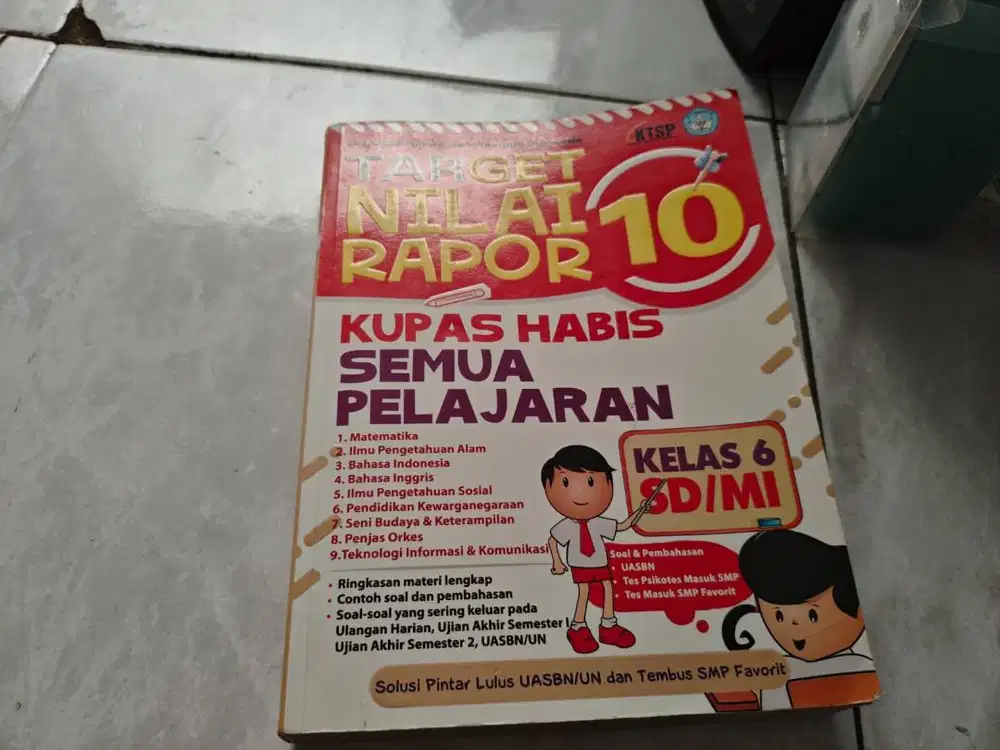 KTSP
TARGET
NILAI
RAPOR
10
KUPAS HABIS
SEMUA
PELAJARAN
1. Matematika
2. Ilmu Pengetahuan Alam
3. Bahasa Indonesia
4. Bahasa Inggris
5. Ilmu Pengetahuan Sosial
6. Pendidikan Kewarganegaraan
7. Seni Budaya & Keterampilan
8. Penjas Orkes
9. Teknologi Informasi & Komunikasi
KELAS 6
SD/MI
Soal & Pembahasan
• UASBN
• Tes Psikotes Masuk SMP
• Tes Masuk SMP Favorit
• Ringkasan materi lengkap
• Contoh soal dan pembahasan
• Soal-soal yang sering keluar pada
Ulangan Harian, Ujian Akhir Semester I
Ujian Akhir Semester 2, UASBN/UN
Solusi Pintar Lulus UASBN/UN dan Tembus SMP Favorit